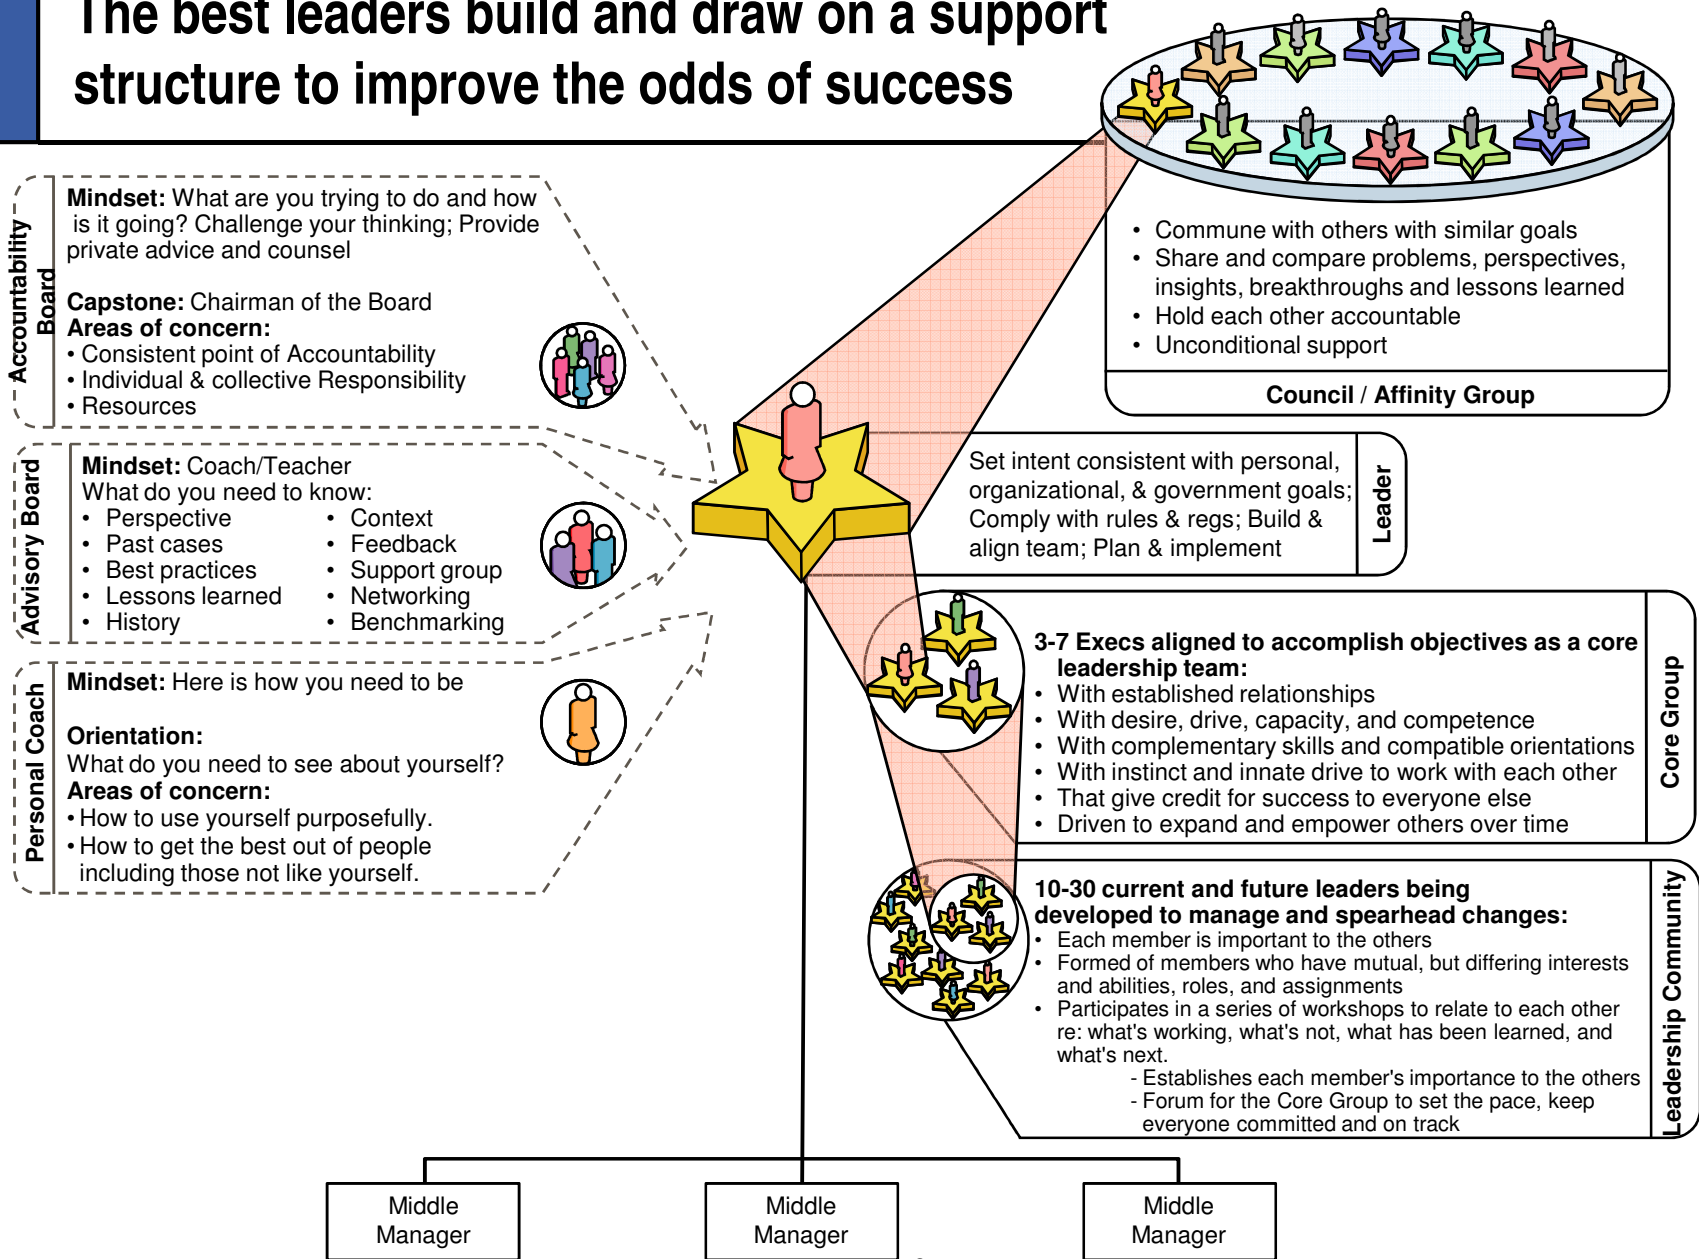 The best leaders build and draw on a support
structure to improve the odds of success
Accountability
Board
Mindset: What are you trying to do and how
is it going? Challenge your thinking; Provide
private advice and counsel
Capstone: Chairman of the Board
Areas of concern:
• Consistent point of Accountability
• Individual & collective Responsibility
• Resources
Advisory Board
Mindset: Coach/Teacher
What do you need to know:
• Perspective
• Past cases
• Best practices
• Lessons learned
• History
• Context
• Feedback
• Support group
• Networking
• Benchmarking
Personal Coach
Mindset: Here is how you need to be
Orientation:
What do you need to see about yourself?
Areas of concern:
• How to use yourself purposefully.
• How to get the best out of people
including those not like yourself.
• Commune with others with similar goals
• Share and compare problems, perspectives,
insights, breakthroughs and lessons learned
• Hold each other accountable
• Unconditional support
Council / Affinity Group
Set intent consistent with personal,
organizational, & government goals;
Comply with rules & regs; Build &
align team; Plan & implement
Leader
3-7 Execs aligned to accomplish objectives as a core
leadership team:
• With established relationships
• With desire, drive, capacity, and competence
• With complementary skills and compatible orientations
• With instinct and innate drive to work with each other
• That give credit for success to everyone else
• Driven to expand and empower others over time
Core Group
10-30 current and future leaders being
developed to manage and spearhead changes:
• Each member is important to the others
• Formed of members who have mutual, but differing interests
and abilities, roles, and assignments
• Participates in a series of workshops to relate to each other
re: what's working, what's not, what has been learned, and
what's next.
- Establishes each member's importance to the others
- Forum for the Core Group to set the pace, keep
everyone committed and on track
Leadership Community
Middle
Manager
Middle
Manager
Middle
Manager